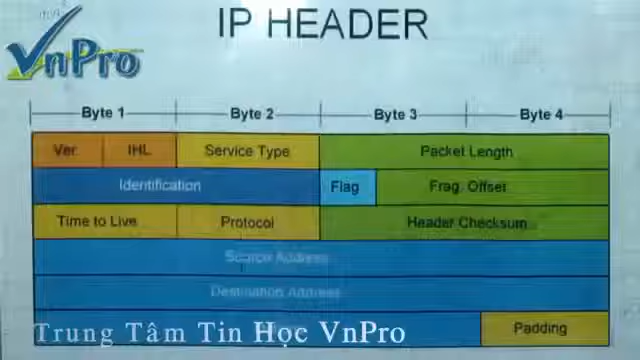 IP HEADER
VnPro
Byte 1 Byte 2 Byte 3 Byte 4
Ver. IHL Service Type Packet Length
Identification Flag Frag. Offset
Time to Live Protocol Header Checksum
Source Address
Destination Address
Padding
Trung Tâm Tin Học VnPro